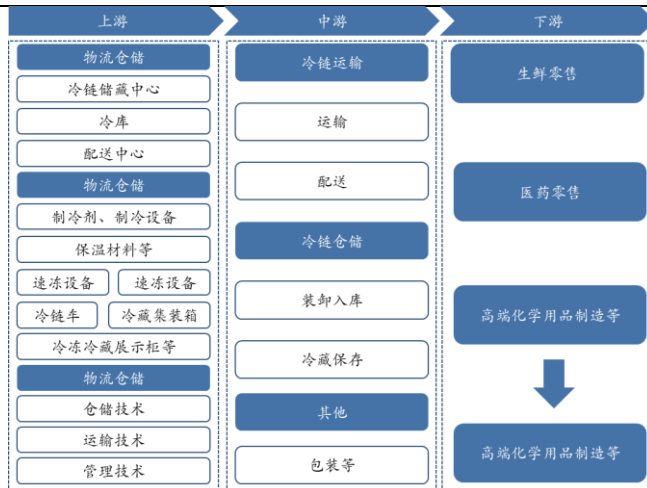 上游
中游
下游
物流仓储
冷链储藏中心
冷库
配送中心
物流仓储
制冷剂、制冷设备
保温材料等
速冻设备
速冻设备
冷链车
冷藏集装箱
冷冻冷藏展示柜等
物流仓储
仓储技术
运输技术
管理技术
冷链运输
运输
配送
冷链仓储
装卸入库
冷藏保存
其他
包装等
生鲜零售
医药零售
高端化学用品制造等
高端化学用品制造等